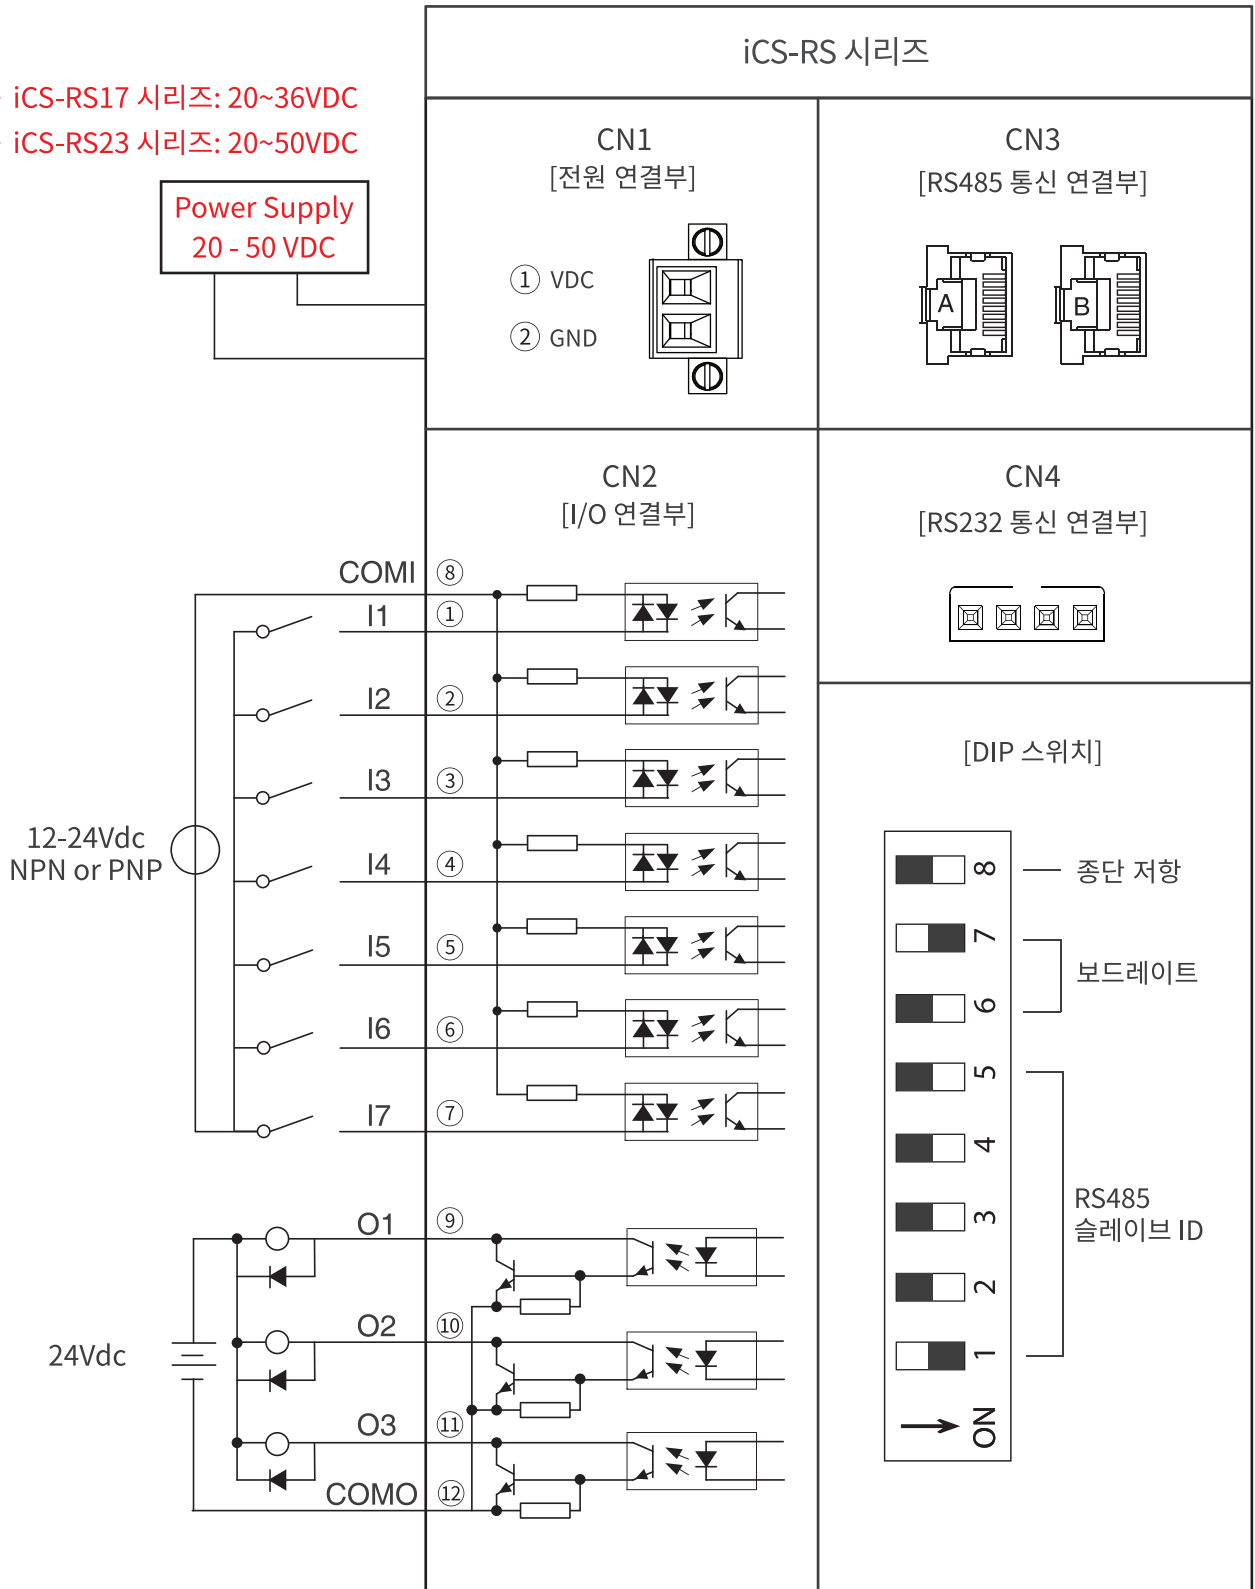 iCS-RS 시리즈
iCS-RS17 시리즈: 20~36VDC
iCS-RS23 시리즈: 20~50VDC
Power Supply
20 - 50 VDC
CN1
[전원 연결부]
① VDC
② GND
CN3
[RS485 통신 연결부]
A
B
CN2
[I/O 연결부]
COMI ⑧
I1 ①
I2 ②
I3 ③
I4 ④
I5 ⑤
I6 ⑥
I7 ⑦
12-24Vdc
NPN or PNP
O1 ⑨
O2 ⑩
O3 ⑪
COMO ⑫
24Vdc
CN4
[RS232 통신 연결부]
[DIP 스위치]
8 종단 저항
7
보드레이트
6
5
4
RS485
3
슬레이브 ID
2
1
ON